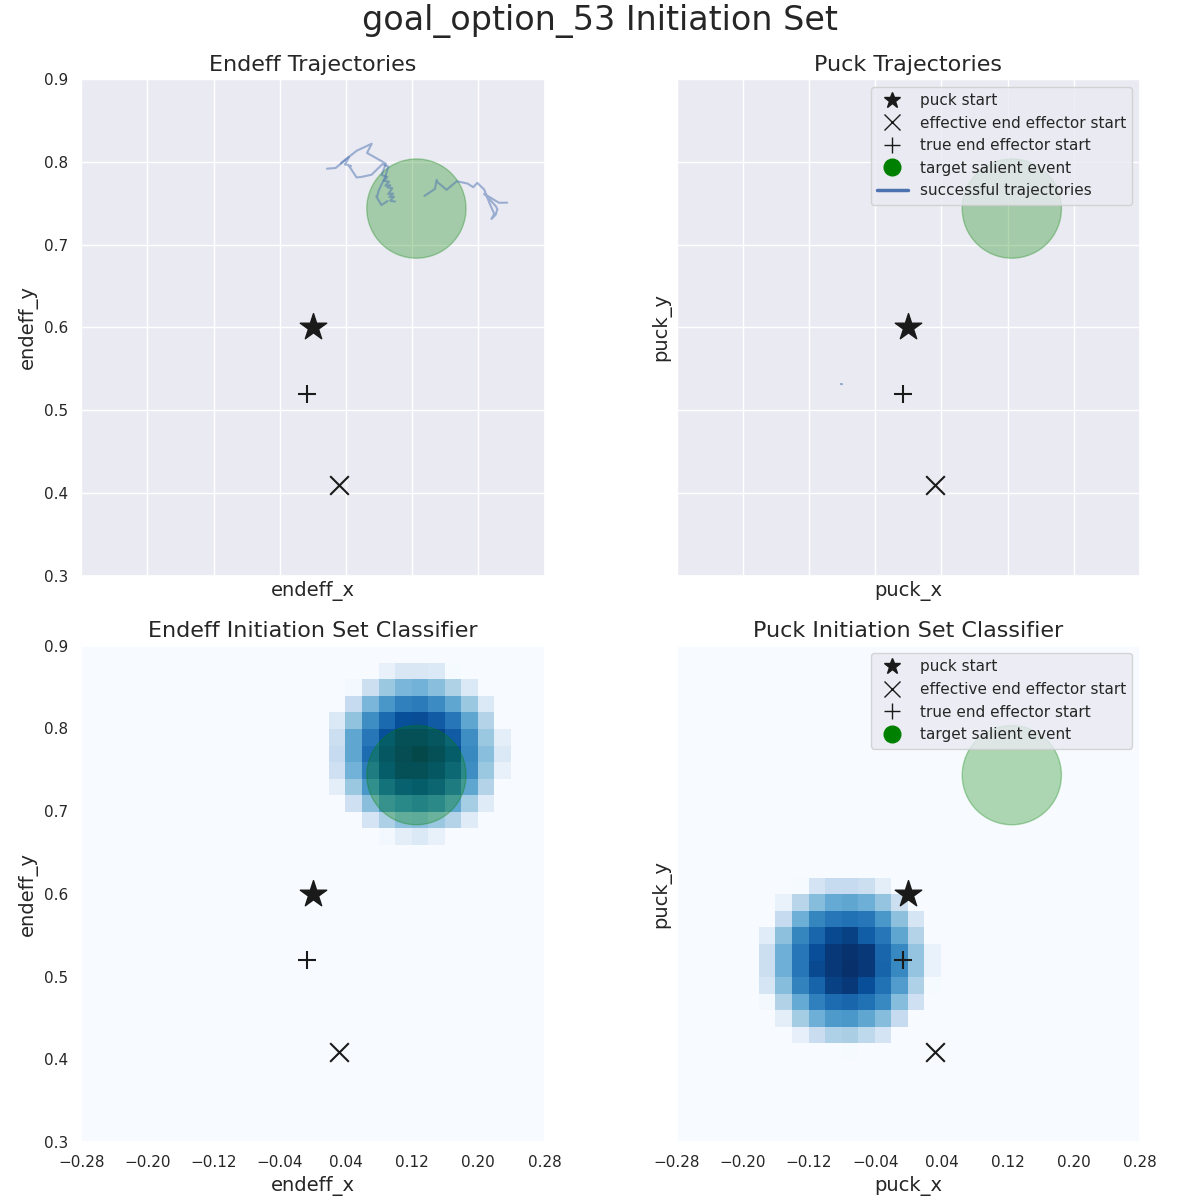 goal_option_53 Initiation Set
Endeff Trajectories
0.9
0.8
0.7
0.6
0.5
0.4
0.3
endeff_y
endeff_x
Puck Trajectories
puck start
effective end effector start
true end effector start
target salient event
successful trajectories
puck_y
puck_x
Endeff Initiation Set Classifier
0.9
0.8
0.7
0.6
0.5
0.4
0.3
endeff_y
−0.28 −0.20 −0.12 −0.04 0.04 0.12 0.20 0.28
endeff_x
Puck Initiation Set Classifier
puck start
effective end effector start
true end effector start
target salient event
puck_y
−0.28 −0.20 −0.12 −0.04 0.04 0.12 0.20 0.28
puck_x